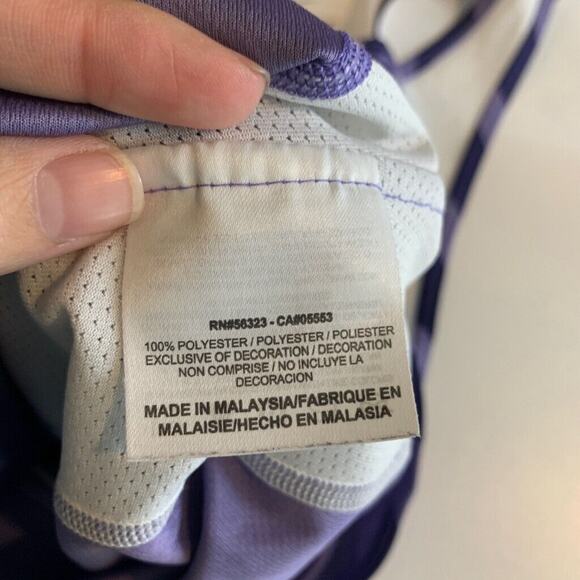 RN#56323 - CA#05553
100% POLYESTER / POLYESTER / POLIESTER
EXCLUSIVE OF DECORATION / DECORATION
NON COMPRISE / NO INCLUYE LA
DECORACION
MADE IN MALAYSIA/FABRIQUE EN
MALAISIE/HECHO EN MALASIA